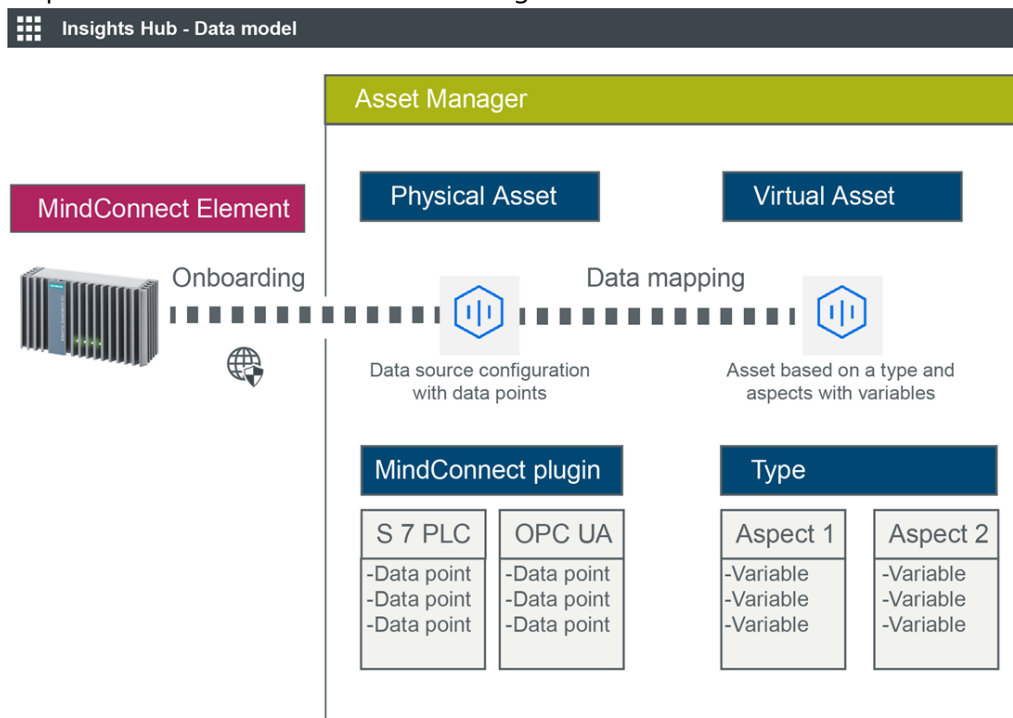 Insights Hub - Data model
Asset Manager
MindConnect Element
Physical Asset
Virtual Asset
Onboarding
Data mapping
Data source configuration
with data points
Asset based on a type and
aspects with variables
MindConnect plugin
Type
S 7 PLC
-Data point
-Data point
-Data point
OPC UA
-Data point
-Data point
-Data point
Aspect 1
-Variable
-Variable
-Variable
Aspect 2
-Variable
-Variable
-Variable